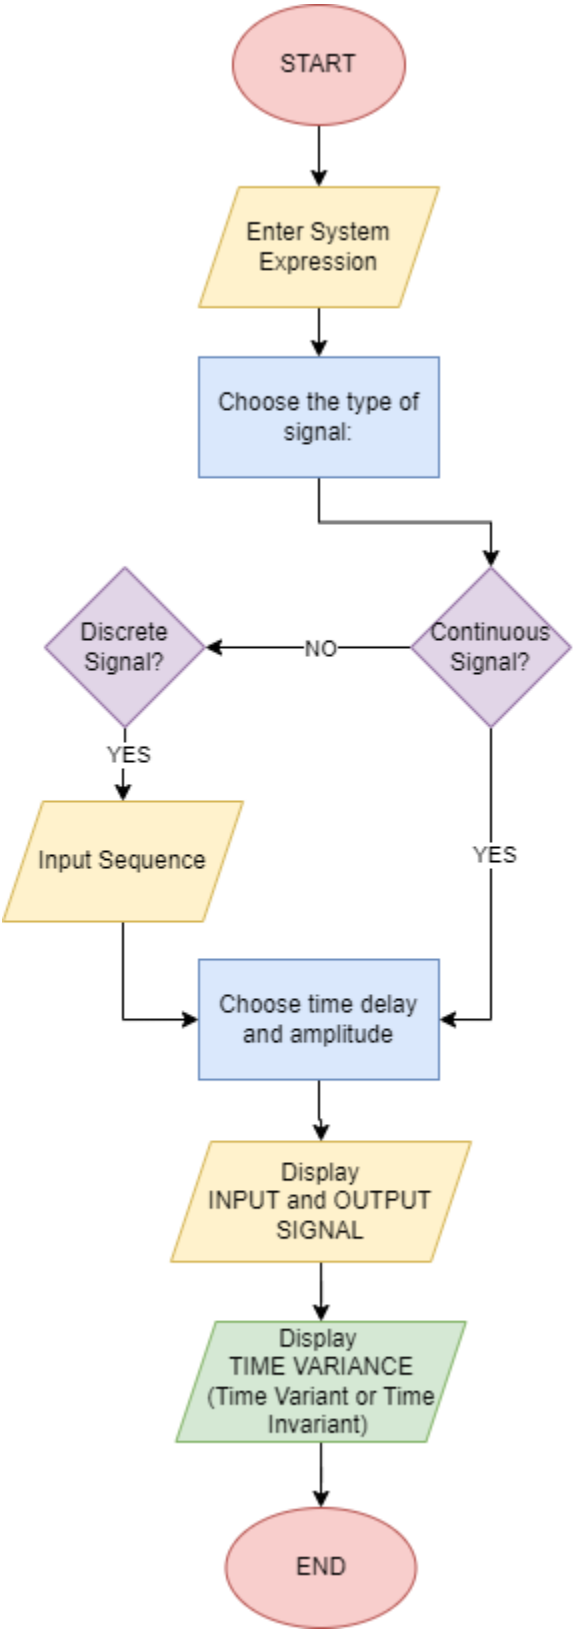 START
Enter System
Expression
Choose the type of
signal:
Discrete
Signal?
NO
Continuous
Signal?
YES
Input Sequence
YES
Choose time delay
and amplitude
Display
INPUT and OUTPUT
SIGNAL
Display
TIME VARIANCE
(Time Variant or Time
Invariant)
END